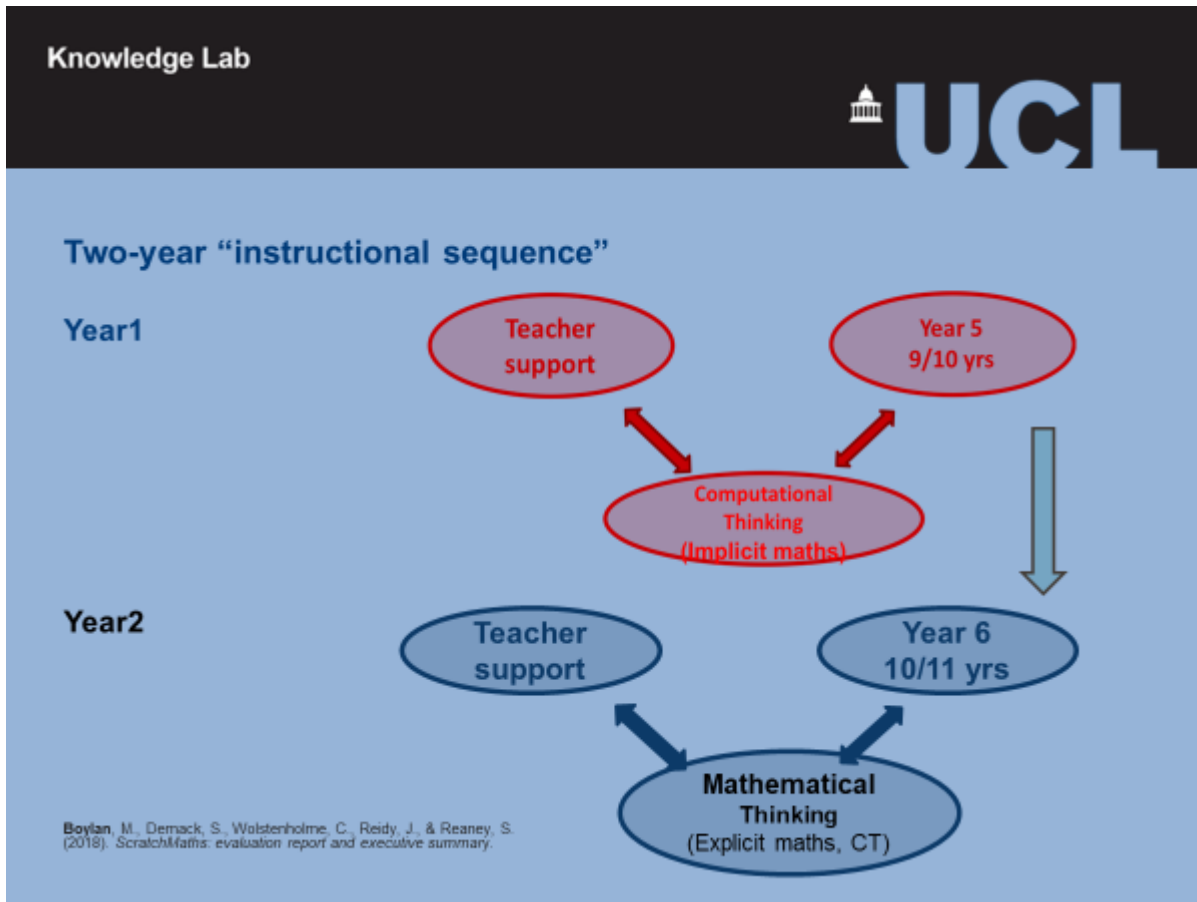 Knowledge Lab
UCL
Two-year “instructional sequence”
Year1
Teacher
support
Year 5
9/10 yrs
Computational
Thinking
(Implicit maths)
Year2
Teacher
support
Year 6
10/11 yrs
Mathematical
Thinking
(Explicit maths, CT)
Boylan, M., Demack, S., Wolstenholme, C., Reidy, J., & Reaney, S.
(2018). ScratchMaths: evaluation report and executive summary.